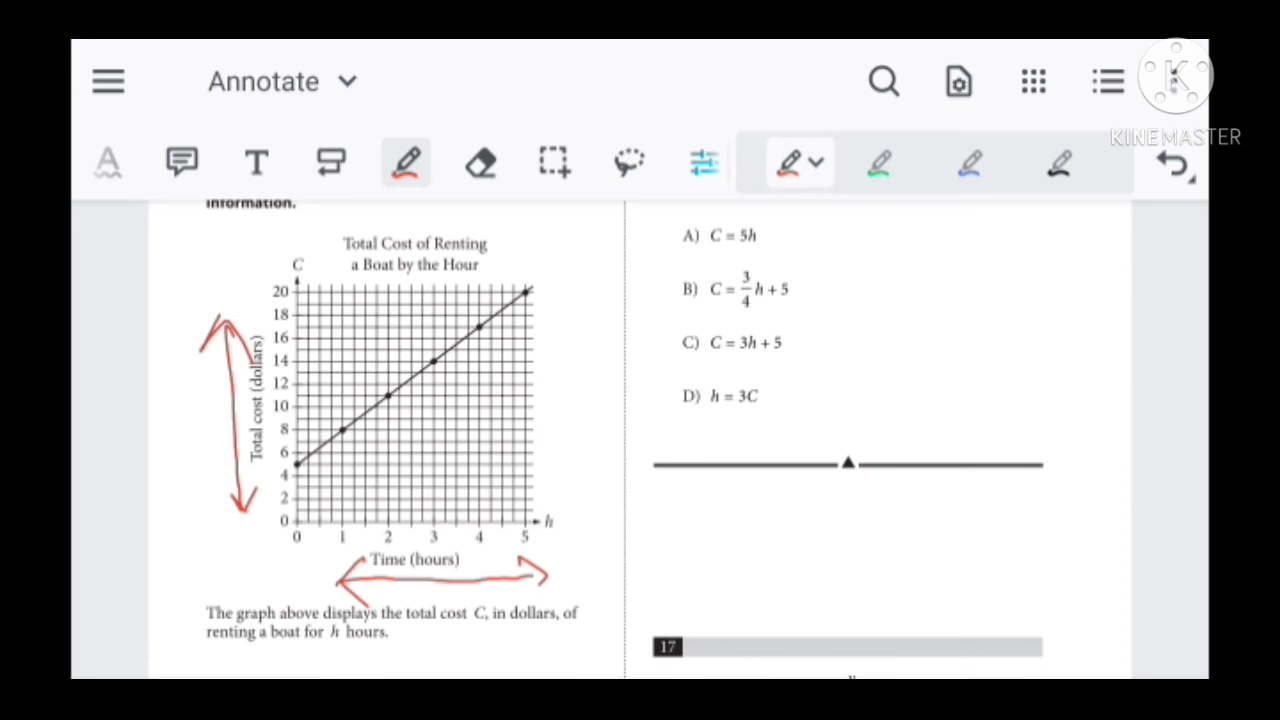 Annotate
KINEMASTER
T
information.
Total Cost of Renting
a Boat by the Hour
C
20
18
16
14
12
10
8
6
4
2
0
Total cost (dollars)
0 1 2 3 4 5
h
Time (hours)
The graph above displays the total cost C, in dollars, of
renting a boat for h hours.
A) C = 5h
B) C = 3/4 h + 5
C) C = 3h + 5
D) h = 3C
17